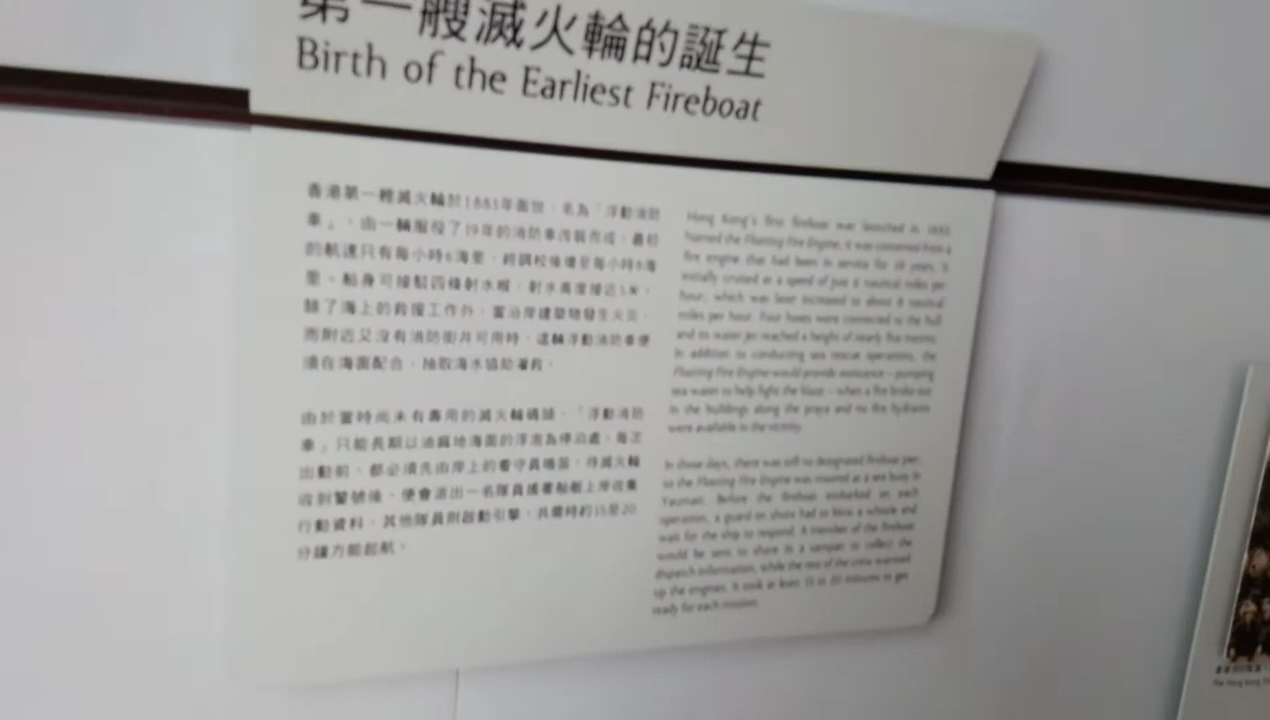 第一艘滅火輪的誕生
Birth of the Earliest Fireboat
香港第一艘滅火輪於1885年面世,名為「浮動消防
車」,由一輛服役了19年的消防車改裝而成,最初
的航速只有每小時6海里,經調校後增至每小時8海
里。船身可接駁四條射水喉,射水高度接近5米。
除了海上的救援工作外,當沿岸建築物發生火災,
而附近又沒有消防街井可用時,這輛浮動消防車便
須在海面配合,抽取海水協助灌救。
由於當時尚未有專用的滅火輪碼頭,「浮動消防
車」只能長期以油麻地海面的浮泡為停泊處。每次
出動前,都必須先由岸上的看守員鳴笛,待滅火輪
收到警號後,便會派出一名隊員搖著舢舨上岸收集
行動資料,其他隊員則啟動引擎,共需時約15至20
分鐘方能起航。
Hong Kong's first fireboat was launched in
Named the Floating Fire Engine, it was converted from a
fire engine that had been in service for 19 years. It
initially cruised at a speed of just 6 nautical miles per
hour, which was later increased to about 8 nautical
miles per hour. Four hoses were connected to the hull
and its water jet reached a height of nearly five metres.
In addition to conducting sea rescue operations, the
Floating Fire Engine would provide assistance – pumping
sea water to help fight the blaze – when a fire broke out
in the buildings along the praya and no fire hydrants
were available in the vicinity.
In those days, there was still no designated fireboat pier,
so the Floating Fire Engine was moored at a sea buoy in
Yaumati. Before the fireboat embarked on each
operation, a guard on shore had to blow a whistle and
wait for the ship to respond. A member of the fireboat
would be sent to shore in a sampan to collect the
dispatch information, while the rest of the crew warmed
up the engines. It took at least 15 to 20 minutes to get
ready for each mission.
The Hong Kong